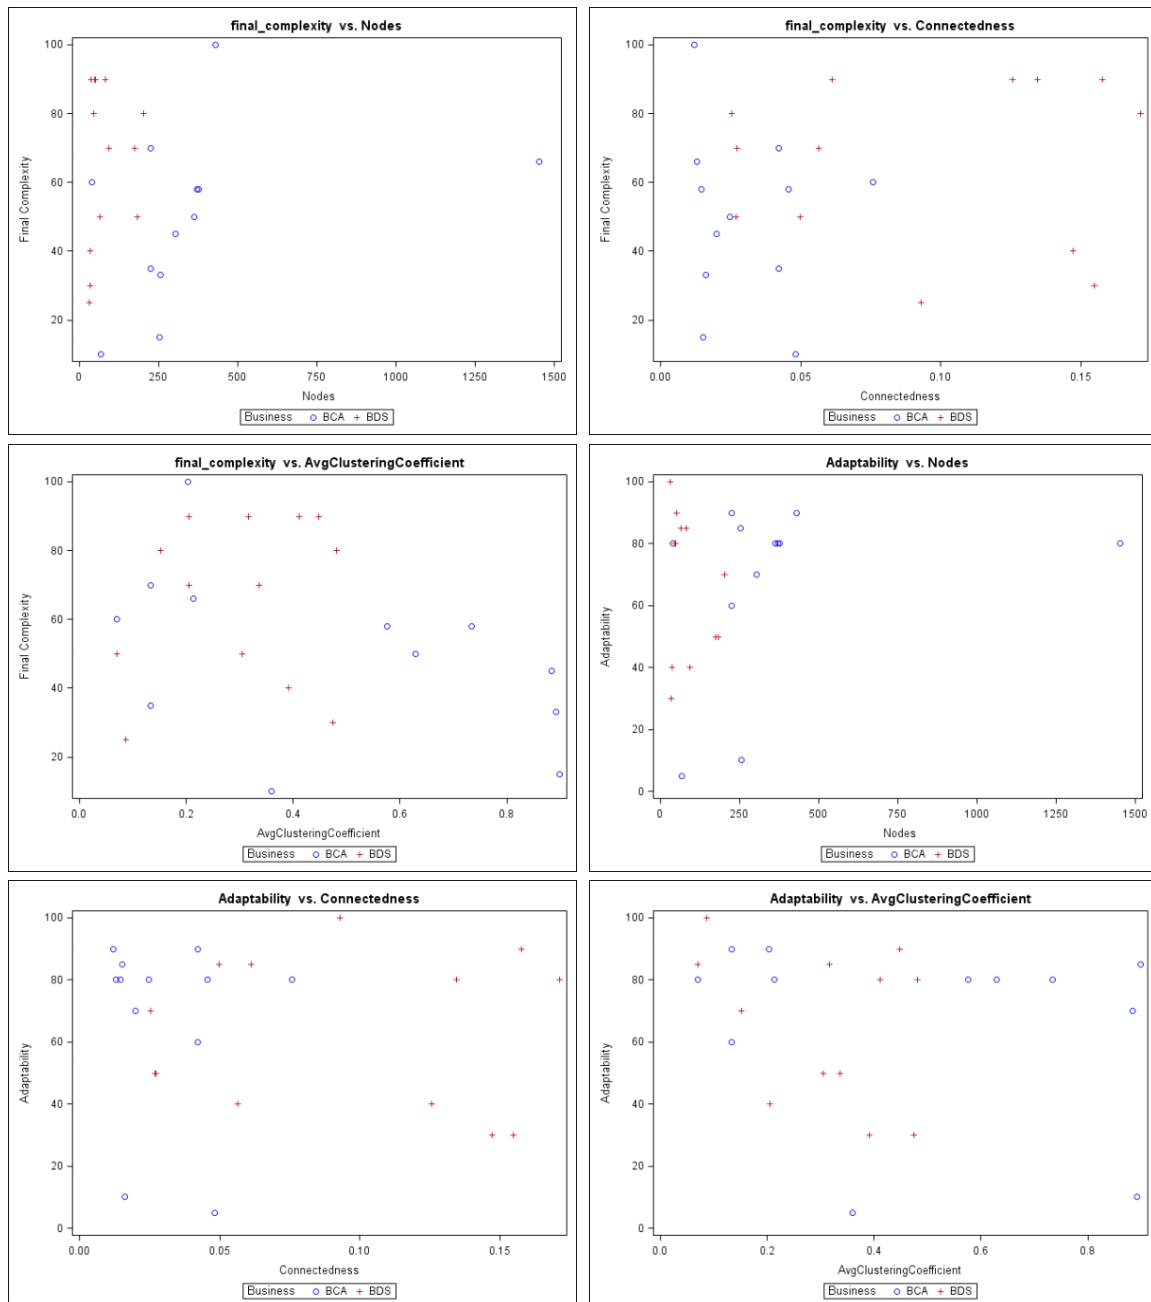 final_complexity vs. Nodes
100
80
60
40
20
Final Complexity
0 250 500 750 1000 1250 1500
Nodes
Business BCA BDS
final_complexity vs. Connectedness
100
80
60
40
20
Final Complexity
0.00 0.05 0.10 0.15
Connectedness
Business BCA BDS
final_complexity vs. AvgClusteringCoefficient
100
80
60
40
20
Final Complexity
0.0 0.2 0.4 0.6 0.8
AvgClusteringCoefficient
Business BCA BDS
Adaptability vs. Nodes
100
80
60
40
20
0
Adaptability
0 250 500 750 1000 1250 1500
Nodes
Business BCA BDS
Adaptability vs. Connectedness
100
80
60
40
20
0
Adaptability
0.00 0.05 0.10 0.15
Connectedness
Business BCA BDS
Adaptability vs. AvgClusteringCoefficient
100
80
60
40
20
0
Adaptability
0.0 0.2 0.4 0.6 0.8
AvgClusteringCoefficient
Business BCA BDS